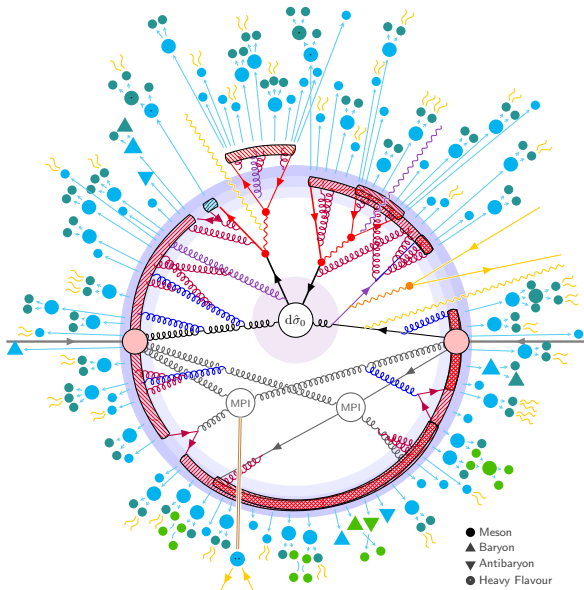 dσ̂₀
MPI
MPI
Meson
Baryon
Antibaryon
Heavy Flavour